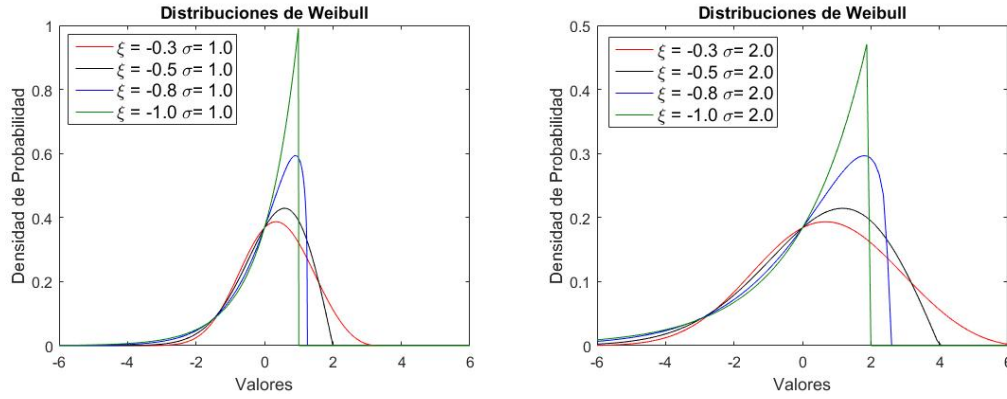 Distribuciones de Weibull
1
0.8
0.6
0.4
0.2
0
Densidad de Probabilidad
ξ = -0.3 σ= 1.0
ξ = -0.5 σ= 1.0
ξ = -0.8 σ= 1.0
ξ = -1.0 σ= 1.0
-6 -4 -2 0 2 4 6
Valores
Distribuciones de Weibull
0.5
0.4
0.3
0.2
0.1
0
Densidad de Probabilidad
ξ = -0.3 σ= 2.0
ξ = -0.5 σ= 2.0
ξ = -0.8 σ= 2.0
ξ = -1.0 σ= 2.0
-6 -4 -2 0 2 4 6
Valores